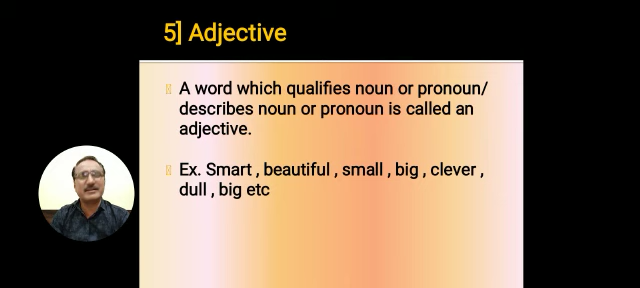 5] Adjective
A word which qualifies noun or pronoun/
describes noun or pronoun is called an
adjective.
Ex. Smart , beautiful , small , big , clever ,
dull , big etc